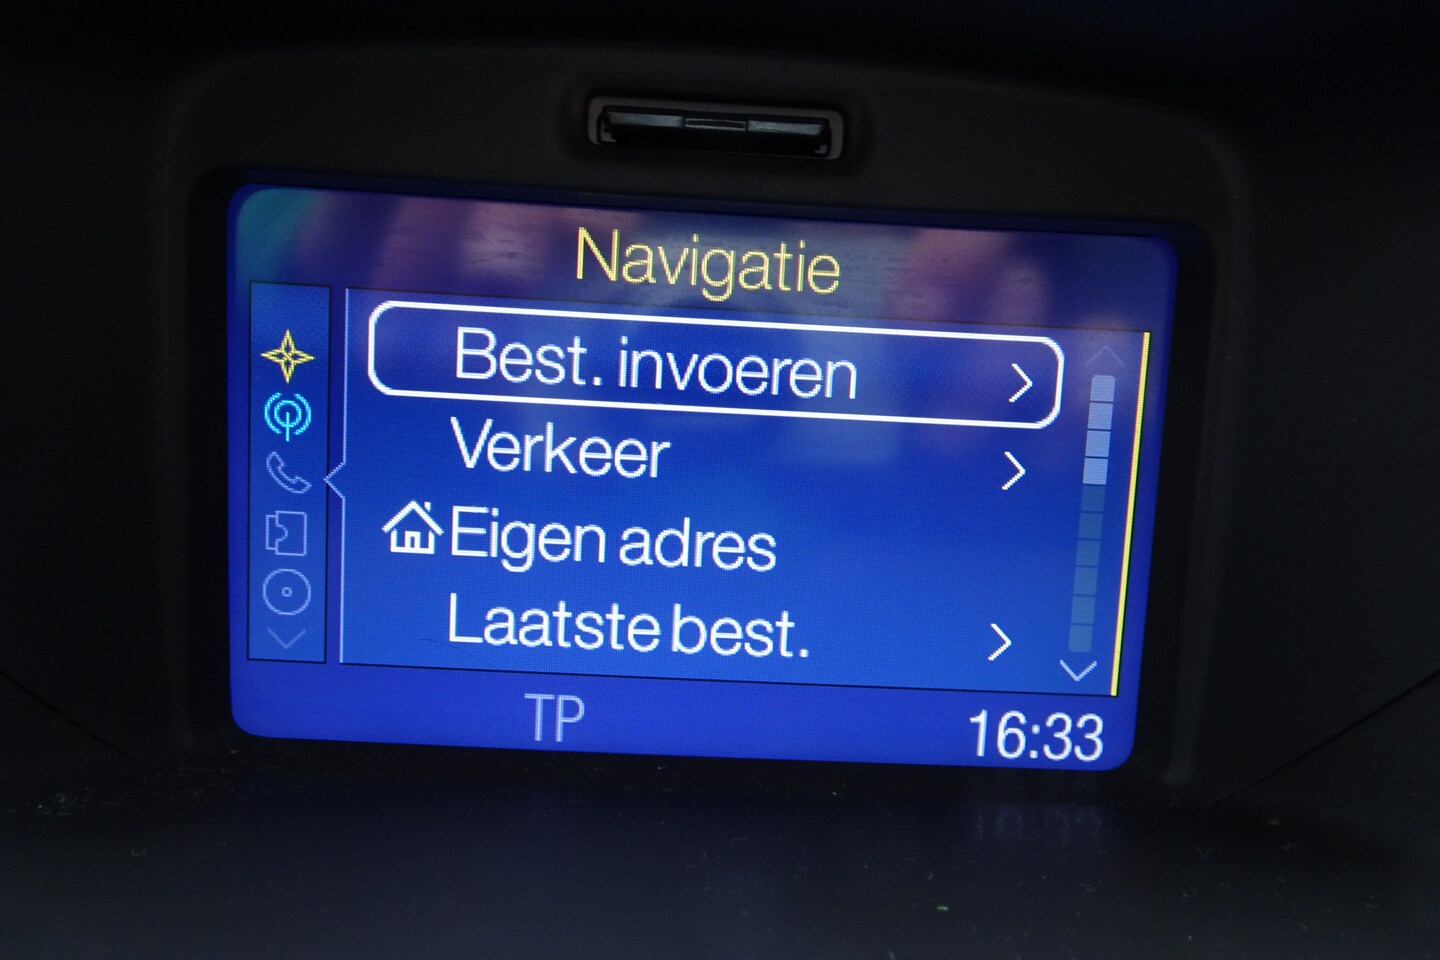 Navigatie
Best. invoeren
Verkeer
Eigen adres
Laatste best.
TP 16:33